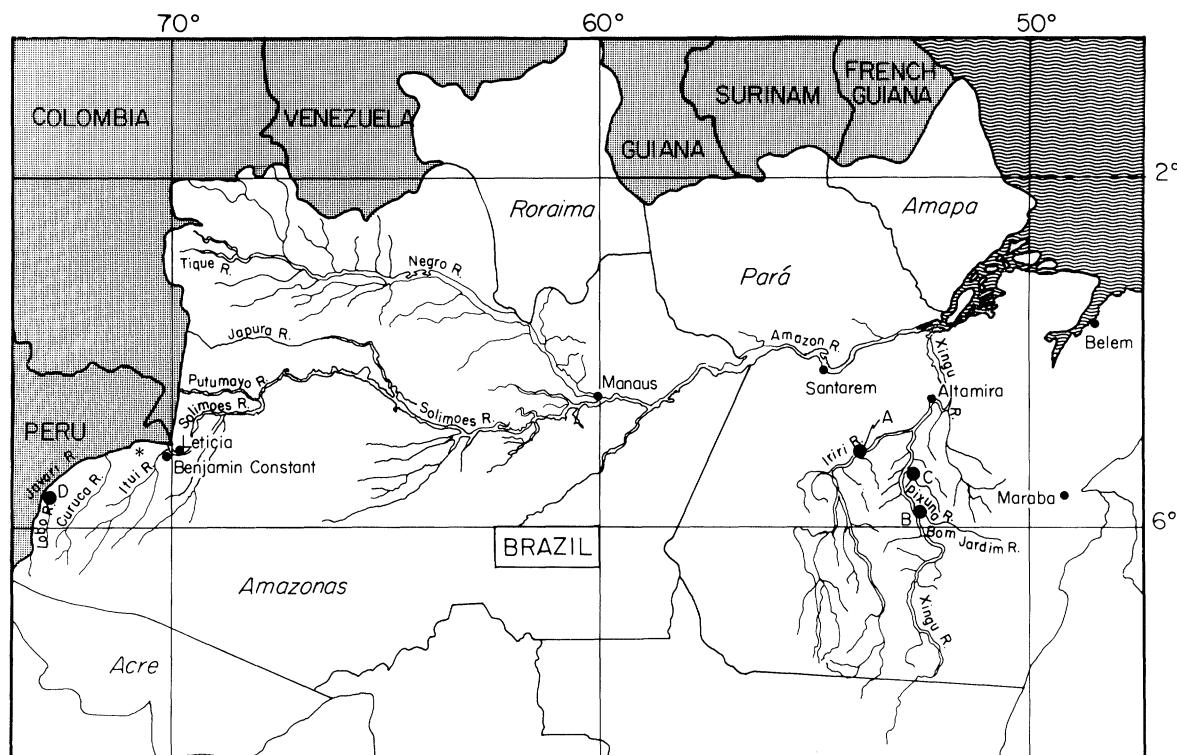 70° 60° 50°
COLOMBIA
VENEZUELA
GUIANA
SURINAM
FRENCH
GUIANA
2°
Roraima
Amapa
Tique R.
Negro R.
Pará
Japura R.
Amazon R.
Xingu R.
Belem
Putumayo R.
Manaus
Santarem
Solimoes R.
Solimoes R.
Altamira
PERU
Leticia
Benjamin Constant
*
A
Iriri R.
Javari R.
Itui R.
Curuca R.
D
Lobo R.
C
Ipixuna R.
Maraba
B
6°
Bom Jardim R.
BRAZIL
Amazonas
Xingu R.
Acre